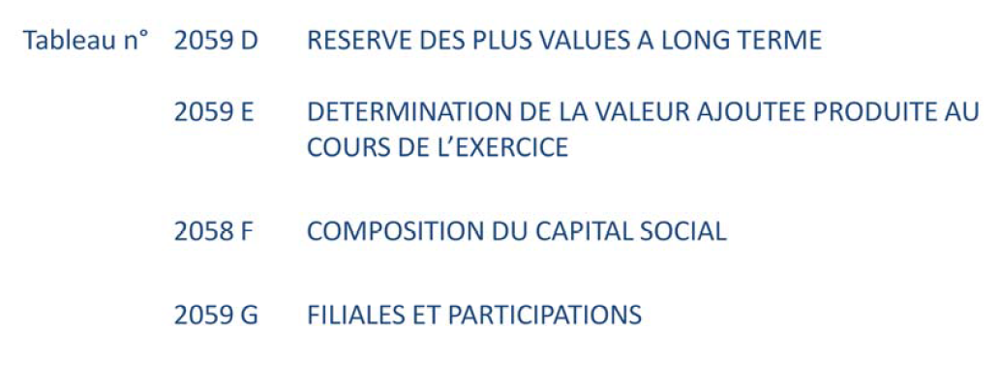 Tableau n° 2059 D RESERVE DES PLUS VALUES A LONG TERME
2059 E DETERMINATION DE LA VALEUR AJOUTEE PRODUITE AU
COURS DE L’EXERCICE
2058 F COMPOSITION DU CAPITAL SOCIAL
2059 G FILIALES ET PARTICIPATIONS